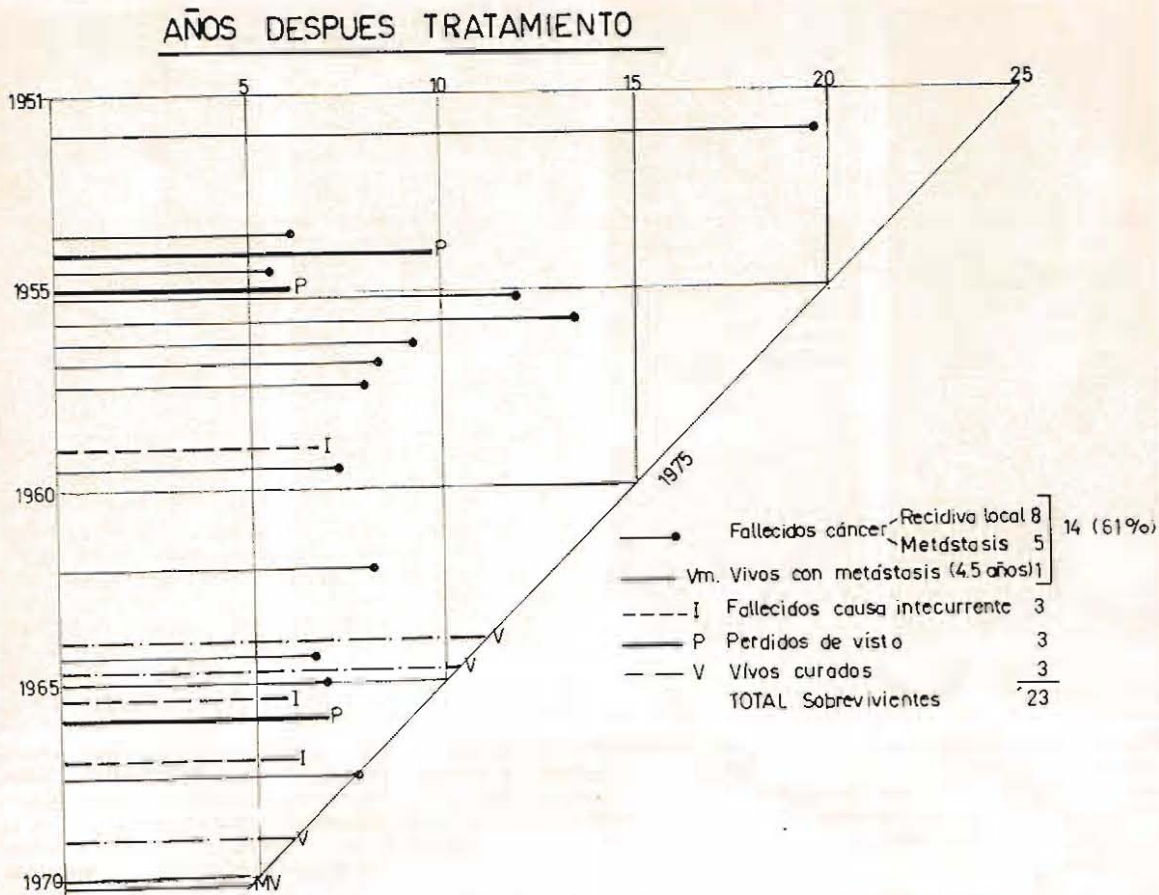 AÑOS DESPUES TRATAMIENTO
5 10 15 20 25
1951
P
1955
P
I
1960
1975
V
V
1965
I
P
I
V
1979
MV
Fallecidos cáncer Recidiva local 8
Metástasis 5
14 (61%)
Vm. Vivos con metástasis (4.5 años) 1
I Fallecidos causa intecurrente 3
P Perdidos de visto 3
V Vivos curados 3
TOTAL Sobrevivientes 23